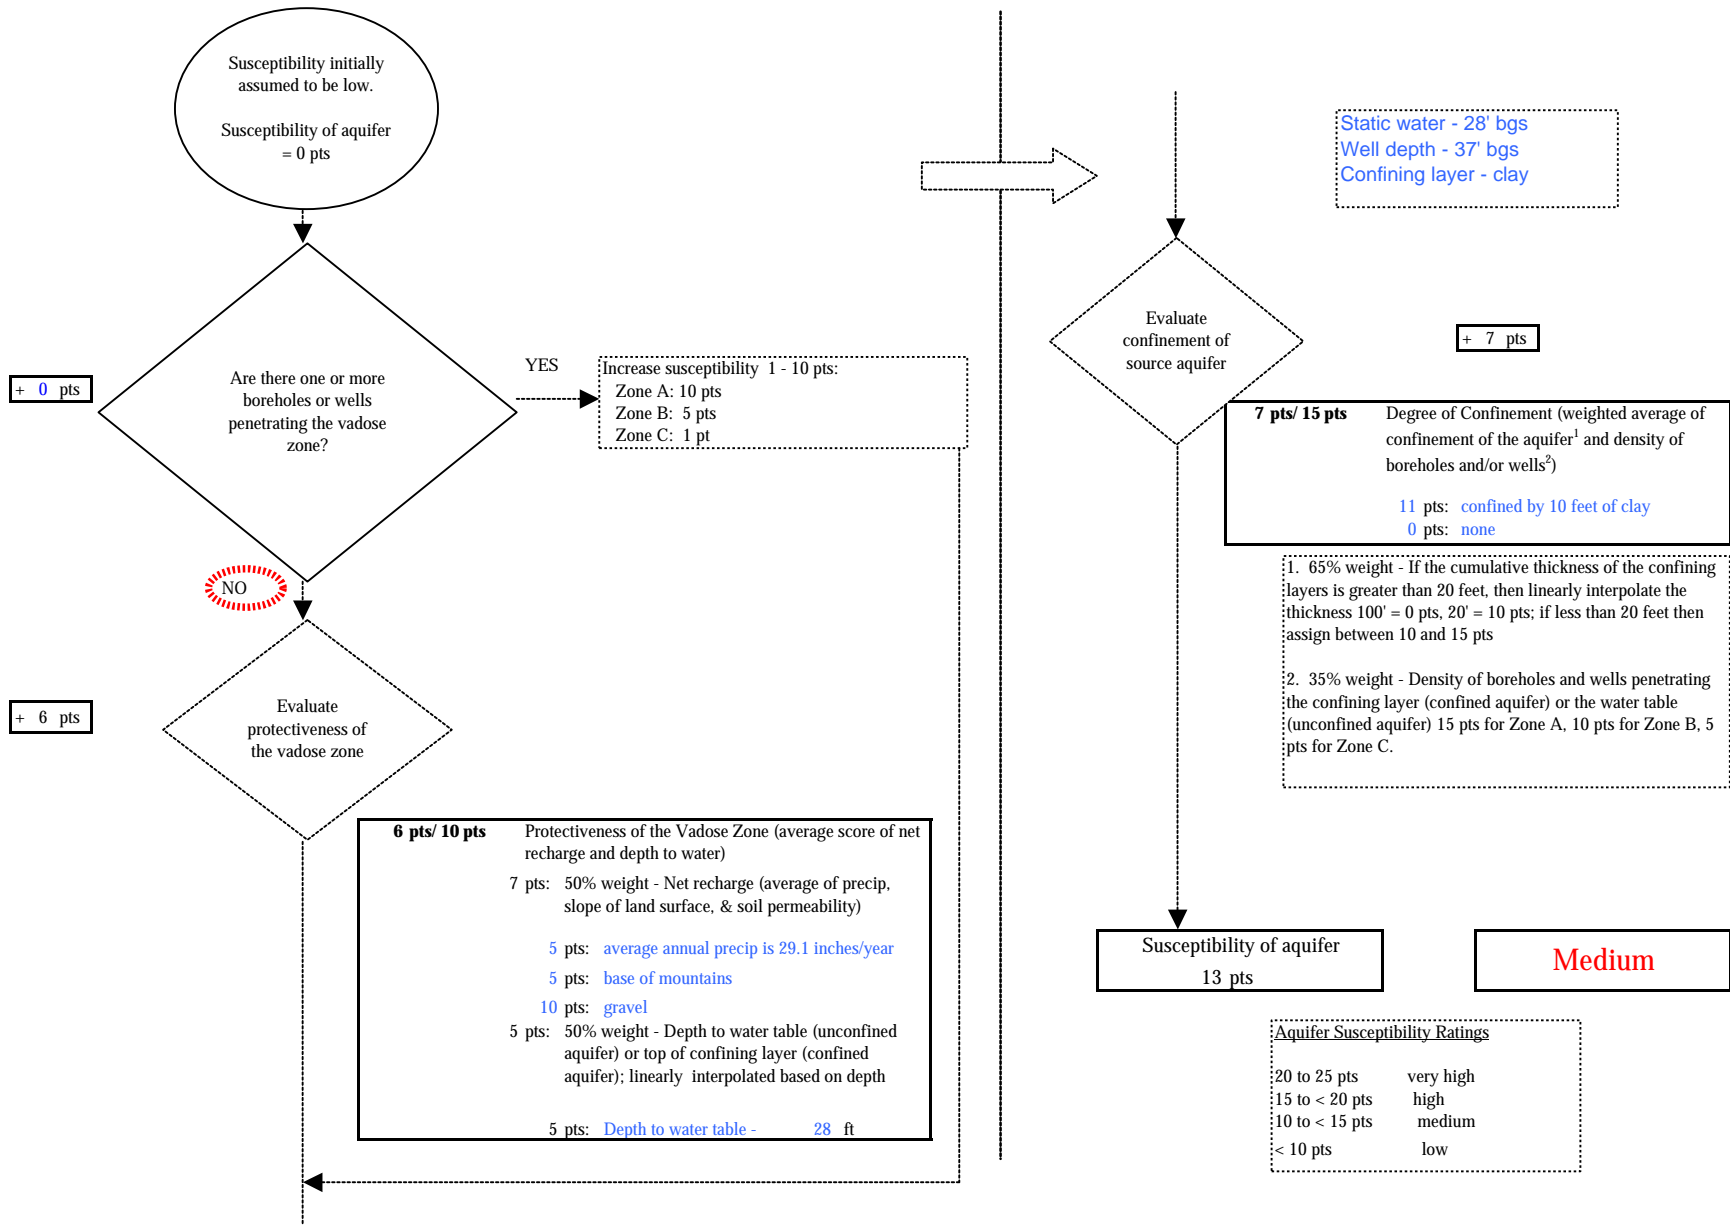 Susceptibility initially
assumed to be low.
Susceptibility of aquifer
= 0 pts
+ 0 pts
Are there one or more
boreholes or wells
penetrating the vadose
zone?
YES
Increase susceptibility 1 - 10 pts:
Zone A: 10 pts
Zone B: 5 pts
Zone C: 1 pt
NO
+ 6 pts
Evaluate
protectiveness of
the vadose zone
6 pts/ 10 pts Protectiveness of the Vadose Zone (average score of net
recharge and depth to water)
7 pts: 50% weight - Net recharge (average of precip,
slope of land surface, & soil permeability)
5 pts: average annual precip is 29.1 inches/year
5 pts: base of mountains
10 pts: gravel
5 pts: 50% weight - Depth to water table (unconfined
aquifer) or top of confining layer (confined
aquifer); linearly interpolated based on depth
5 pts: Depth to water table - 28 ft
Static water - 28' bgs
Well depth - 37' bgs
Confining layer - clay
Evaluate
confinement of
source aquifer
+ 7 pts
7 pts/ 15 pts Degree of Confinement (weighted average of
confinement of the aquifer1 and density of
boreholes and/or wells2)
11 pts: confined by 10 feet of clay
0 pts: none
1. 65% weight - If the cumulative thickness of the confining
layers is greater than 20 feet, then linearly interpolate the
thickness 100' = 0 pts, 20' = 10 pts; if less than 20 feet then
assign between 10 and 15 pts
2. 35% weight - Density of boreholes and wells penetrating
the confining layer (confined aquifer) or the water table
(unconfined aquifer) 15 pts for Zone A, 10 pts for Zone B, 5
pts for Zone C.
Susceptibility of aquifer
13 pts
Medium
Aquifer Susceptibility Ratings
20 to 25 pts very high
15 to < 20 pts high
10 to < 15 pts medium
< 10 pts low